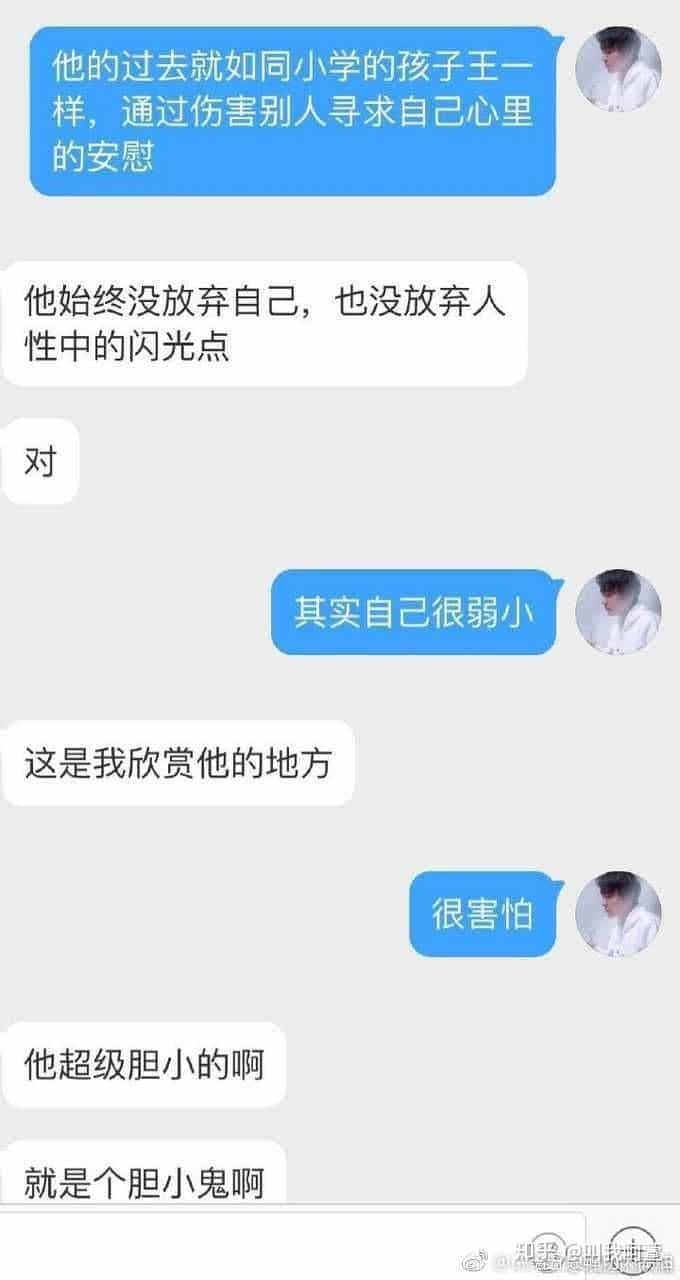 他的过去就如同小学的孩子王一
样，通过伤害别人寻求自己心里
的安慰
他始终没放弃自己，也没放弃人
性中的闪光点
对
其实自己很弱小
这是我欣赏他的地方
很害怕
他超级胆小的啊
就是个胆小鬼啊
知乎 @叫我阿萱